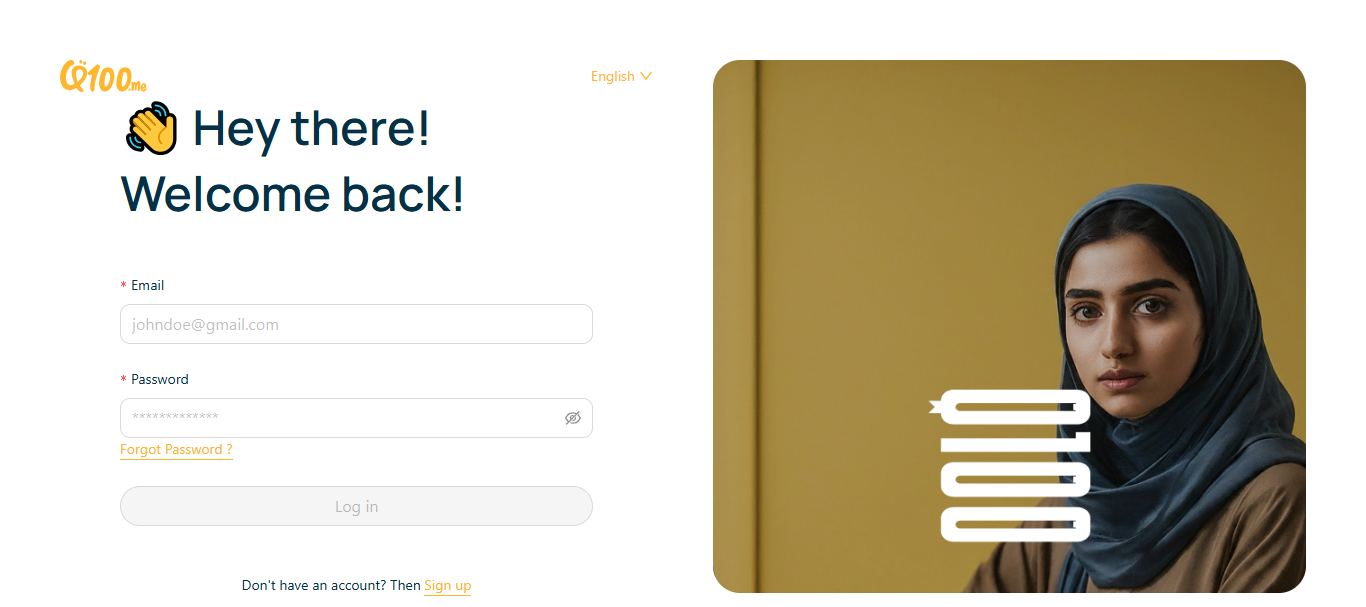 Q100.me
English
Hey there!
Welcome back!
* Email
johndoe@gmail.com
* Password
*************
Forgot Password ?
Log in
Don't have an account? Then Sign up
Q100